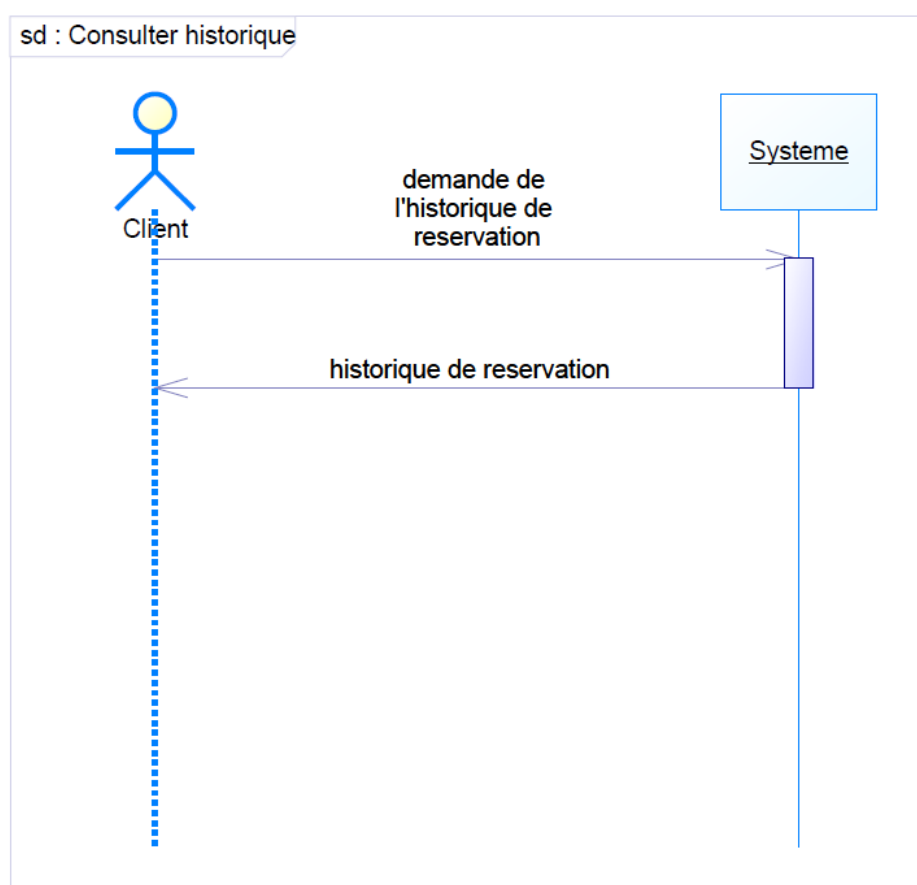 sd : Consulter historique
Systeme
demande de
l'historique de
reservation
Client
historique de reservation